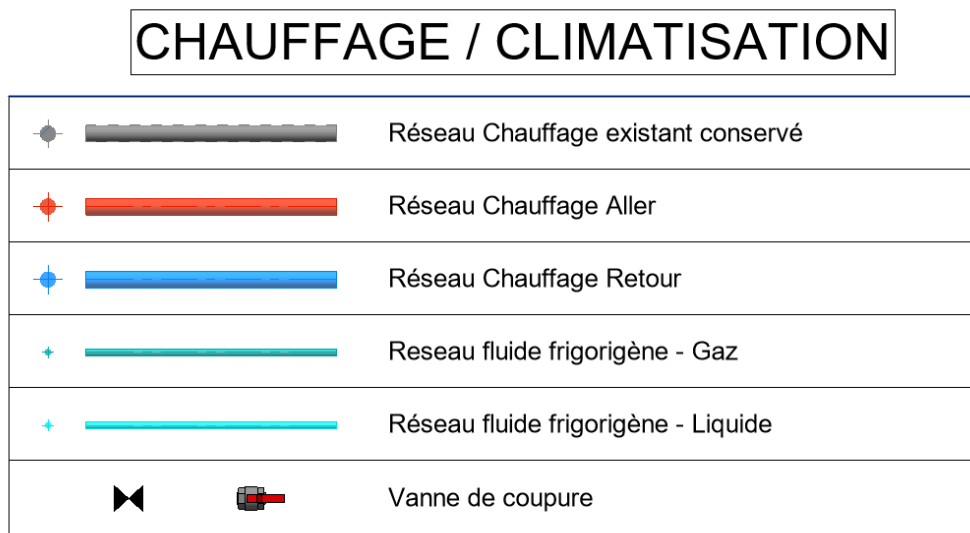 CHAUFFAGE / CLIMATISATION
Réseau Chauffage existant conservé
Réseau Chauffage Aller
Réseau Chauffage Retour
Reseau fluide frigorigène - Gaz
Réseau fluide frigorigène - Liquide
Vanne de coupure